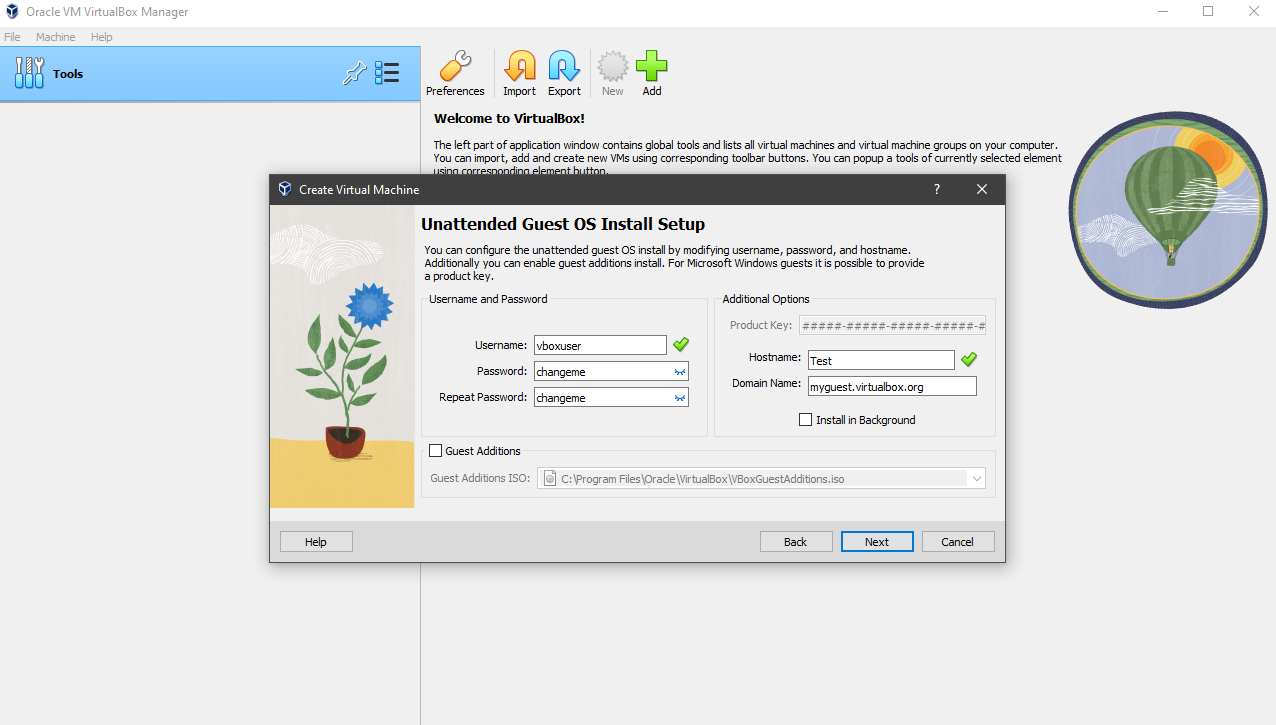 Oracle VM VirtualBox Manager
File Machine Help
Tools
Preferences Import Export New Add
Welcome to VirtualBox!
The left part of application window contains global tools and lists all virtual machines and virtual machine groups on your computer.
You can import, add and create new VMs using corresponding toolbar buttons. You can popup a tools of currently selected element
using corresponding element button.
Create Virtual Machine ?
Unattended Guest OS Install Setup
You can configure the unattended guest OS install by modifying username, password, and hostname.
Additionally you can enable guest additions install. For Microsoft Windows guests it is possible to provide
a product key.
Username and Password
Username: vboxuser
Password: changeme
Repeat Password: changeme
Additional Options
Product Key: #####-#####-#####-#####-#
Hostname: Test
Domain Name: myguest.virtualbox.org
Install in Background
Guest Additions
Guest Additions ISO: C:\Program Files\Oracle\VirtualBox\VBoxGuestAdditions.iso
Help Back Next Cancel